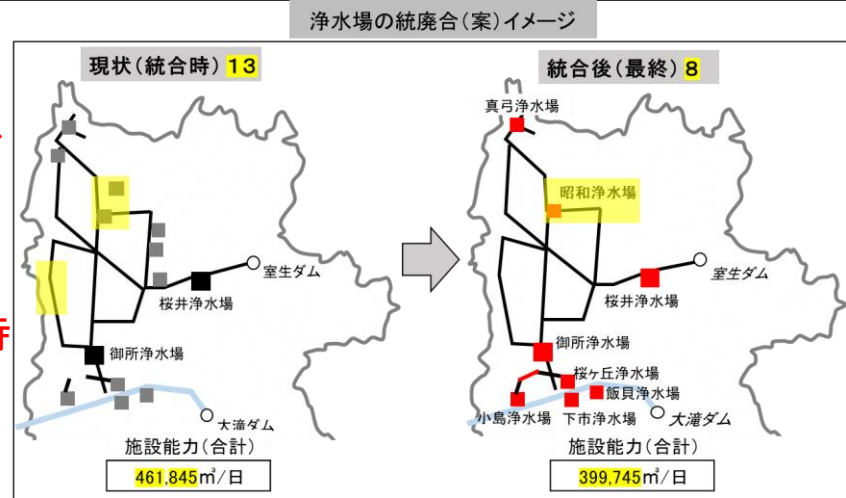 浄水場の統廃合(案)イメージ
現状(統合時) 13
室生ダム
桜井浄水場
御所浄水場
大滝ダム
施設能力(合計)
461,845㎥/日
統合後(最終) 8
真弓浄水場
昭和浄水場
室生ダム
桜井浄水場
御所浄水場
桜ヶ丘浄水場
飯貝浄水場
小島浄水場
下市浄水場
大滝ダム
施設能力(合計)
399,745㎥/日